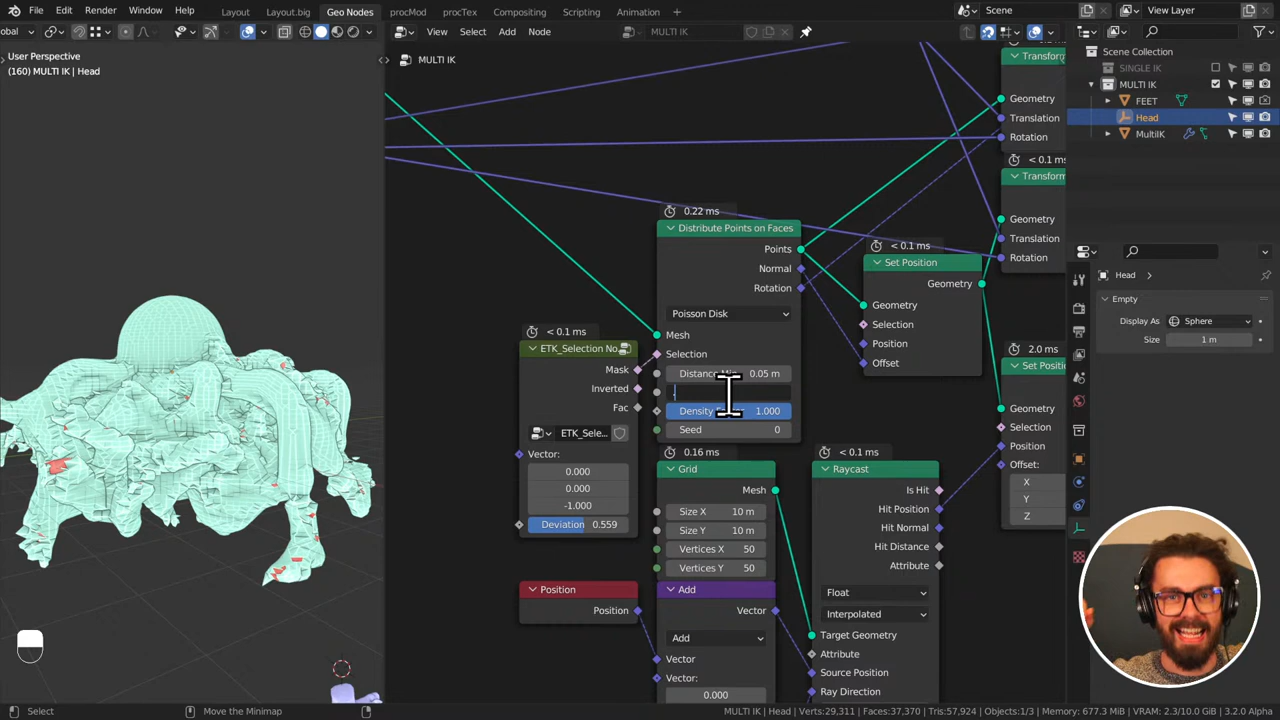 File Edit Render Window Help Layout Layout.big Geo Nodes procMod procTex Compositing Scripting Animation + Scene View Layer
obal View Select Add Node MULTI IK
User Perspective
(160) MULTI IK | Head
MULTI IK
Scene Collection
SINGLE IK
MULTI IK
FEET
Head
MultiIK
Transform
Geometry
Translation
Rotation
< 0.1 ms
Transform
Geometry
Translation
Rotation
0.22 ms
Distribute Points on Faces
Points
Normal
Rotation
Poisson Disk
Mesh
Selection
Distance Min 0.05 m
.
Density 1.000
Seed 0
< 0.1 ms
Set Position
Geometry
Geometry
Selection
Position
Offset
< 0.1 ms
ETK_Selection No
Mask
Inverted
Fac
ETK_Sele...
Vector:
0.000
0.000
-1.000
Deviation 0.559
2.0 ms
Set Positi
Geometry
Selection
Position
Offset:
X
Y
Z
0.16 ms
Grid
Mesh
Size X 10 m
Size Y 10 m
Vertices X 50
Vertices Y 50
< 0.1 ms
Raycast
Is Hit
Hit Position
Hit Normal
Hit Distance
Attribute
Float
Interpolated
Target Geometry
Attribute
Source Position
Ray Direction
Position
Position
Add
Vector
Add
Vector
Vector:
0.000
Head
Empty
Display As Sphere
Size 1 m
Select Move the Minimap MULTI IK | Head | Verts:29,311 | Faces:37,370 | Tris:57,924 | Objects:1/3 | Memory: 677.3 MiB | VRAM: 2.3/10.0 GiB | 3.2.0 Alpha